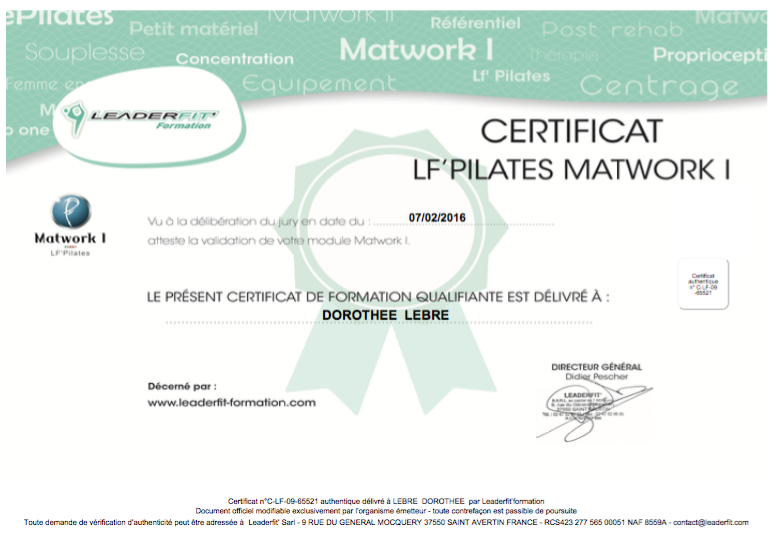 ePilates
Petit matériel
Matwork II
Référentiel
Post rehab
Matwo
Souplesse
Concentration
Matwork I
Thérapie
Propriocepti
Femme en
Equipement
Lf' Pilates
Centrage
M
o one
LEADERFIT'
Formation
CERTIFICAT
LF'PILATES MATWORK I
Matwork I
LF'Pilates
Vu à la délibération du jury en date du : 07/02/2016
atteste la validation de votre module Matwork I.
Certificat
authentique
n° C-LF-09
-65521
LE PRÉSENT CERTIFICAT DE FORMATION QUALIFIANTE EST DÉLIVRÉ À :
DOROTHEE LEBRE
DIRECTEUR GÉNÉRAL
Didier Pescher
Décerné par :
www.leaderfit-formation.com
LEADERFIT'
Certificat n°C-LF-09-65521 authentique délivré à LEBRE DOROTHEE par Leaderfit'formation
Document officiel modifiable exclusivement par l'organisme émetteur - toute contrefaçon est passible de poursuite
Toute demande de vérification d'authenticité peut être adressée à Leaderfit' Sarl - 9 RUE DU GENERAL MOCQUERY 37550 SAINT AVERTIN FRANCE - RCS423 277 565 00051 NAF 8559A - contact@leaderfit.com